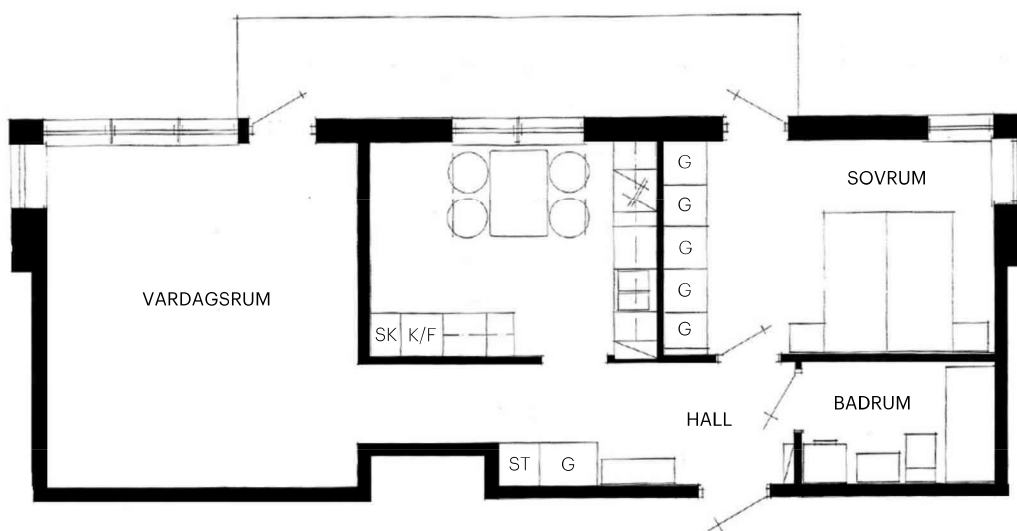 G
SOVRUM
G
G
VARDAGSRUM
G
SK K/F
G
BADRUM
HALL
ST G